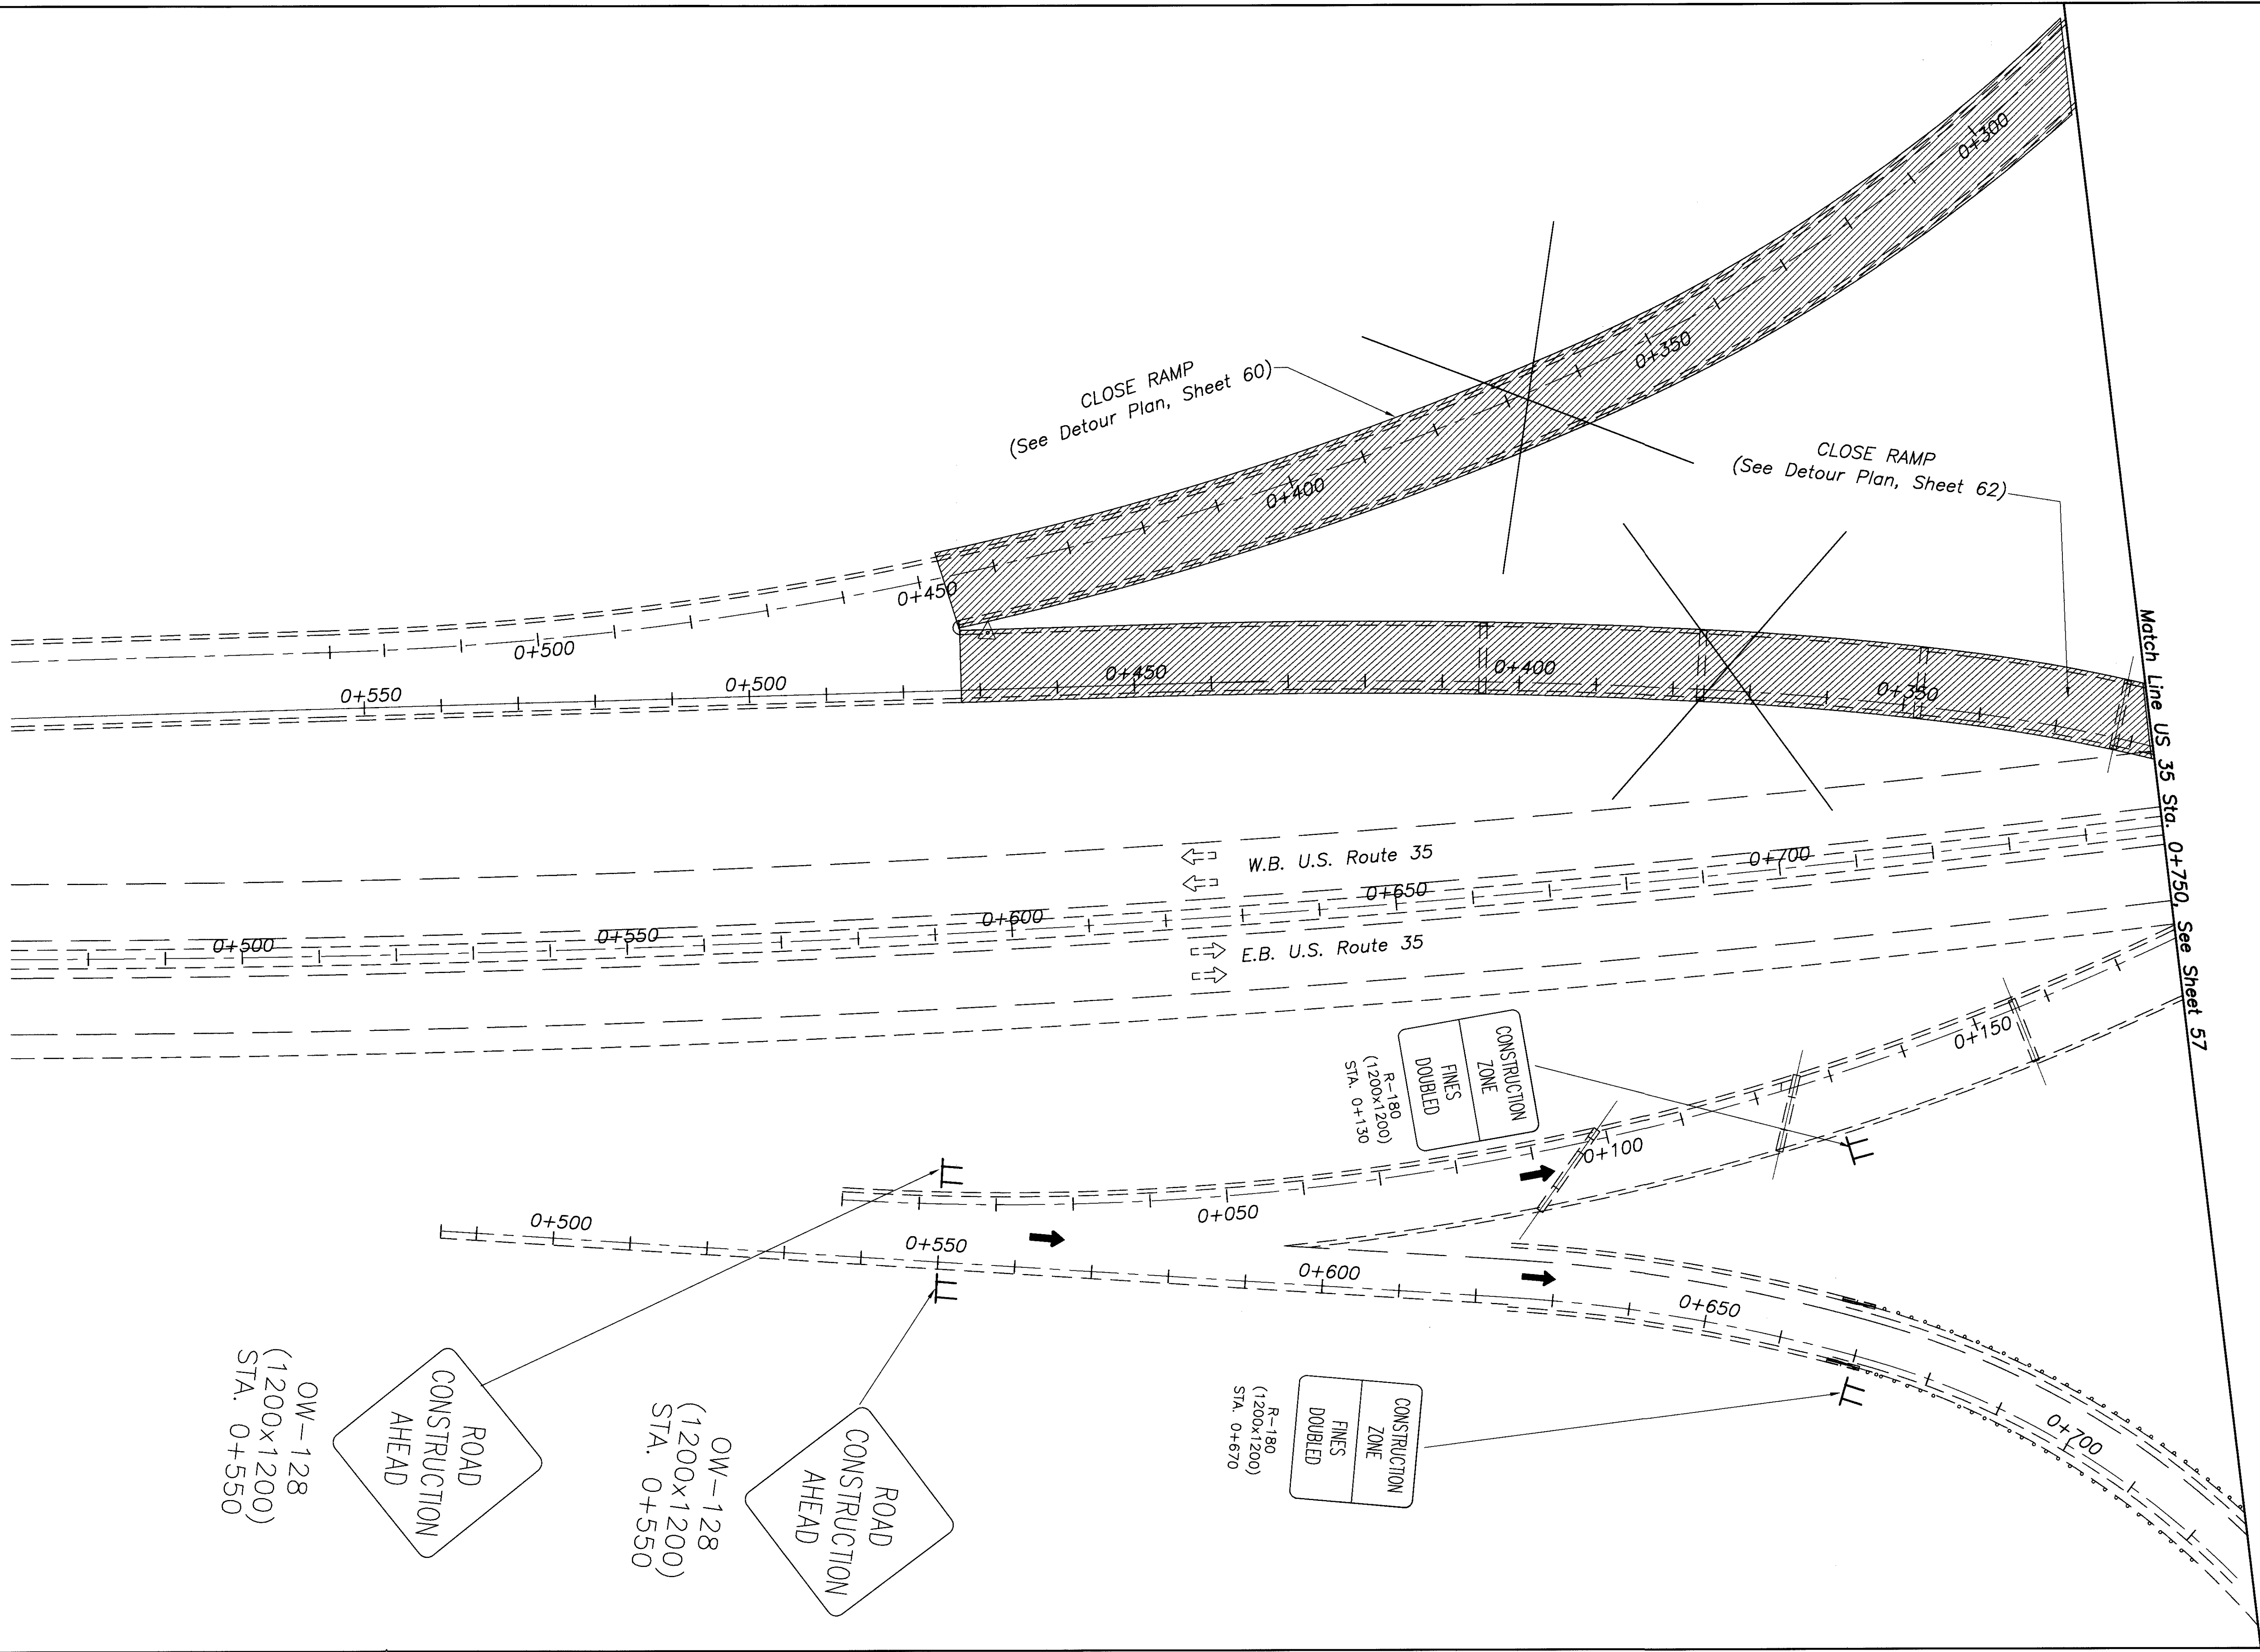 0+300
0+350
CLOSE RAMP
(See Detour Plan, Sheet 60)
0+400
CLOSE RAMP
(See Detour Plan, Sheet 62)
0+450
0+500
0+550
0+500
0+450
0+400
0+350
Match Line US 35 Sta. 0+750, See Sheet 57
W.B. U.S. Route 35
0+700
0+650
0+600
0+550
0+500
E.B. U.S. Route 35
CONSTRUCTION
ZONE
FINES
DOUBLED
R-180
(1200x1200)
STA. 0+130
0+150
0+100
0+050
0+500
0+550
0+600
0+650
0+700
CONSTRUCTION
ZONE
FINES
DOUBLED
R-180
(1200x1200)
STA. 0+670
ROAD
CONSTRUCTION
AHEAD
OW-128
(1200x1200)
STA. 0+550
ROAD
CONSTRUCTION
AHEAD
OW-128
(1200x1200)
STA. 0+550